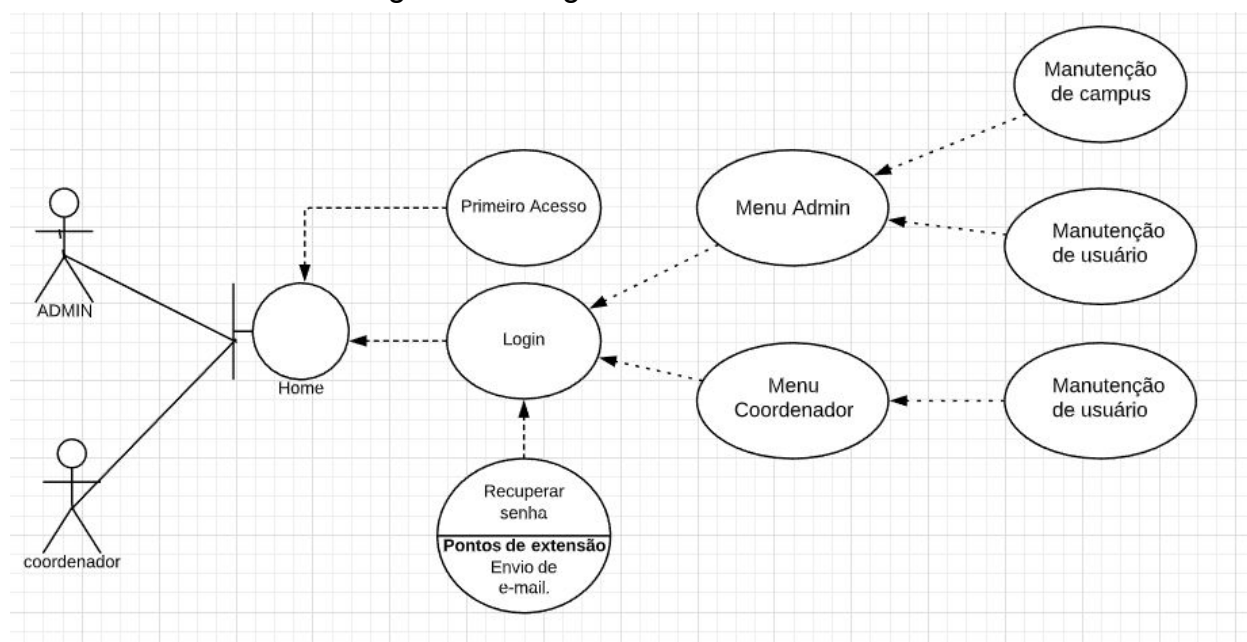 Manutenção
de campus
Primeiro Acesso
Menu Admin
Manutenção
de usuário
ADMIN
Home
Login
Menu
Coordenador
Manutenção
de usuário
coordenador
Recuperar
senha
Pontos de extensão
Envio de
e-mail.